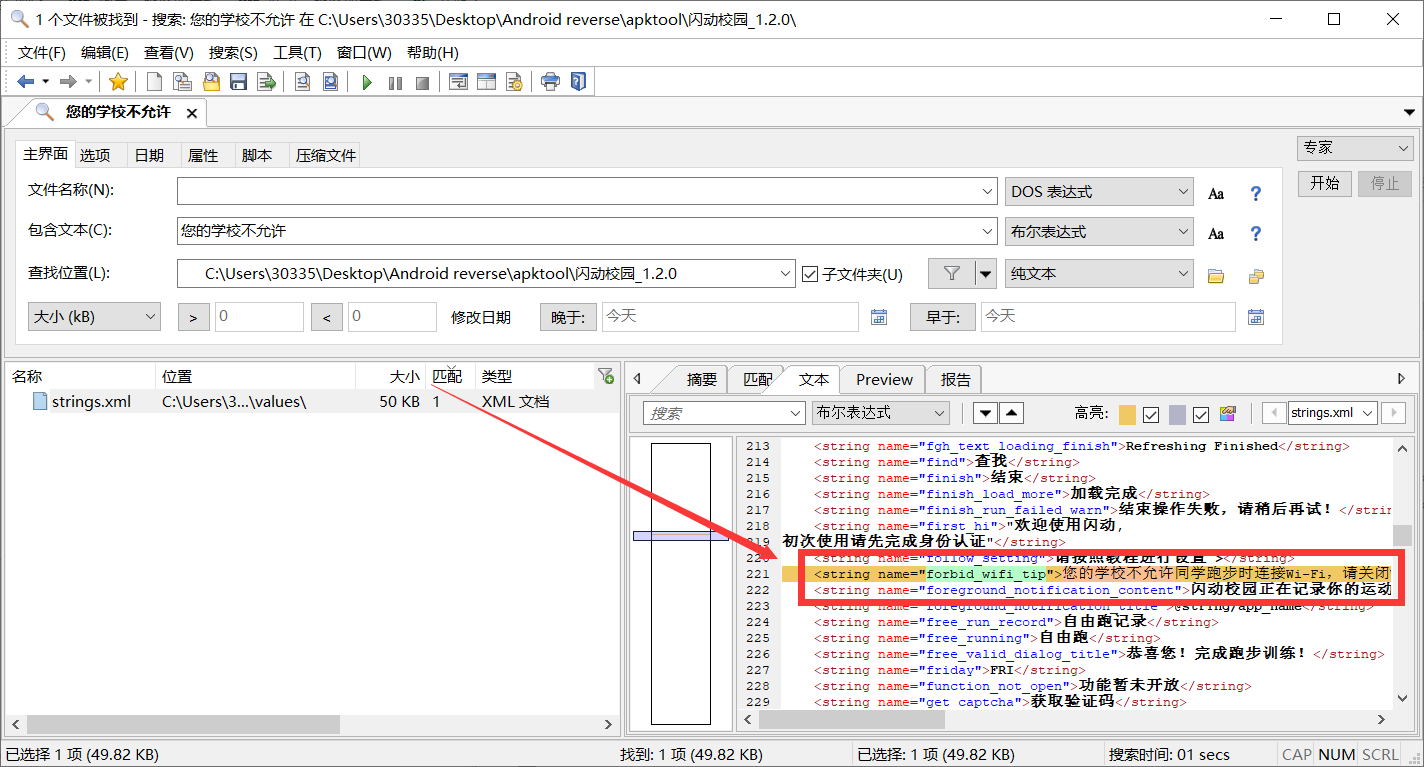 1 个文件被找到 - 搜索: 您的学校不允许 在 C:\Users\30335\Desktop\Android reverse\apktool\闪动校园_1.2.0\
文件(F) 编辑(E) 查看(V) 搜索(S) 工具(T) 窗口(W) 帮助(H)
您的学校不允许
主界面 选项 日期 属性 脚本 压缩文件
专家
开始 停止
文件名称(N): DOS 表达式 Aa ?
包含文本(C): 您的学校不允许 布尔表达式 Aa ?
查找位置(L): C:\Users\30335\Desktop\Android reverse\apktool\闪动校园_1.2.0 子文件夹(U) 纯文本
大小 (kB) > 0 < 0 修改日期 晚于: 今天 早于: 今天
名称 位置 大小 匹配 类型
strings.xml C:\Users\3...\values\ 50 KB 1 XML 文档
摘要 匹配 文本 Preview 报告
搜索 布尔表达式 高亮: strings.xml
213 <string name="fgh_text_loading_finish">Refreshing Finished</string>
214 <string name="find">查找</string>
215 <string name="finish">结束</string>
216 <string name="finish_load_more">加载完成</string>
217 <string name="finish_run_failed_warn">结束操作失败，请稍后再试！</strin
218 <string name="first_hi">"欢迎使用闪动，
219 初次使用请先完成身份认证"</string>
220 <string name="follow_setting">请按照教程进行设置 ></string>
221 <string name="forbid_wifi_tip">您的学校不允许同学跑步时连接Wi-Fi，请关闭
222 <string name="foreground_notification_content">闪动校园正在记录你的运动
223 <string name="foreground_notification_title">@string/app_name</string>
224 <string name="free_run_record">自由跑记录</string>
225 <string name="free_running">自由跑</string>
226 <string name="free_valid_dialog_title">恭喜您！完成跑步训练！</string>
227 <string name="friday">FRI</string>
228 <string name="function_not_open">功能暂未开放</string>
229 <string name="get_captcha">获取验证码</string>
已选择 1 项 (49.82 KB) 找到: 1 项 (49.82 KB) 已选择: 1 项 (49.82 KB) 搜索时间: 01 secs CAP NUM SCRL